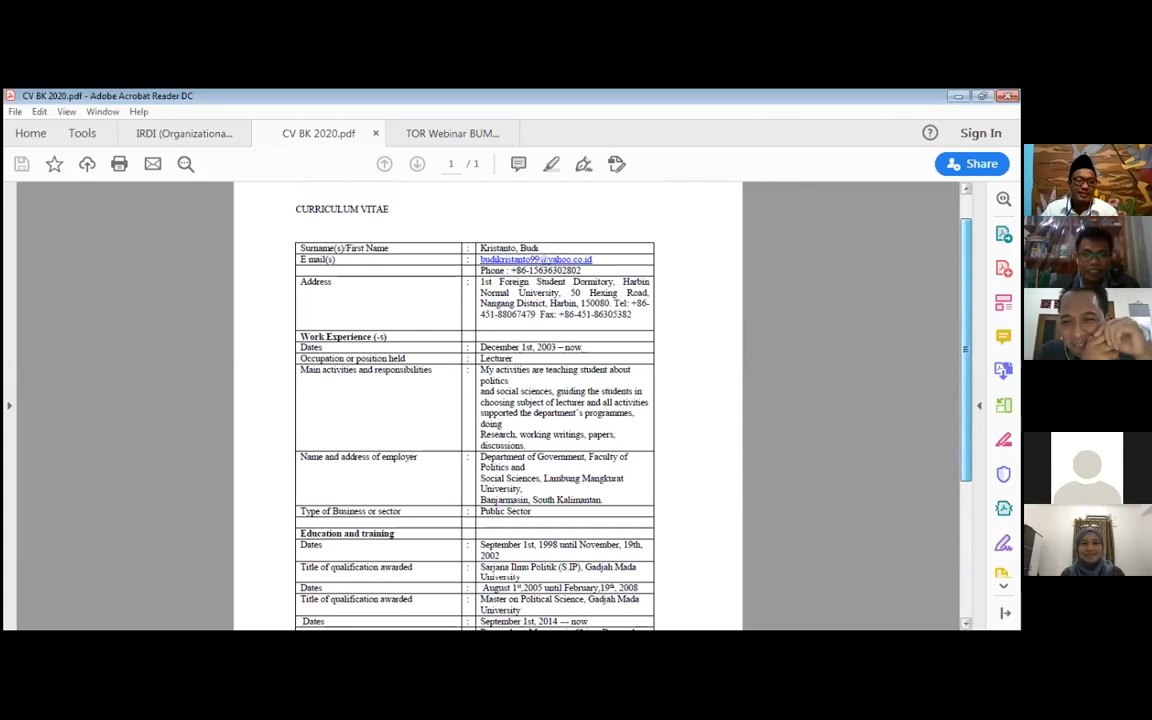 CV BK 2020.pdf - Adobe Acrobat Reader DC
File Edit View Window Help
Home Tools IRDI (Organizationa... CV BK 2020.pdf × TOR Webinar BUM... Sign In
1 / 1 Share
CURRICULUM VITAE
Surname(s)/First Name : Kristanto, Budi
E mail(s) : budikristanto99@yahoo.co.id
Phone : +86-15636302802
Address : 1st Foreign Student Dormitory, Harbin
Normal University, 50 Hexing Road,
Nangang District, Harbin, 150080. Tel: +86-
451-88067479 Fax: +86-451-86305382
Work Experience (-s)
Dates : December 1st, 2003 – now
Occupation or position held : Lecturer
Main activities and responsibilities : My activities are teaching student about
politics
and social sciences, guiding the students in
choosing subject of lecturer and all activities
supported the department's programmes,
doing
Research, working writings, papers,
discussions.
Name and address of employer : Department of Government, Faculty of
Politics and
Social Sciences, Lambung Mangkurat
University,
Banjarmasin, South Kalimantan.
Type of Business or sector : Public Sector
Education and training
Dates : September 1st, 1998 until November, 19th,
2002
Title of qualification awarded : Sarjana Ilmu Politik (S.IP), Gadjah Mada
University
Dates : August 1st,2005 until February,19th, 2008
Title of qualification awarded : Master on Political Science, Gadjah Mada
University
Dates : September 1st, 2014 --- now